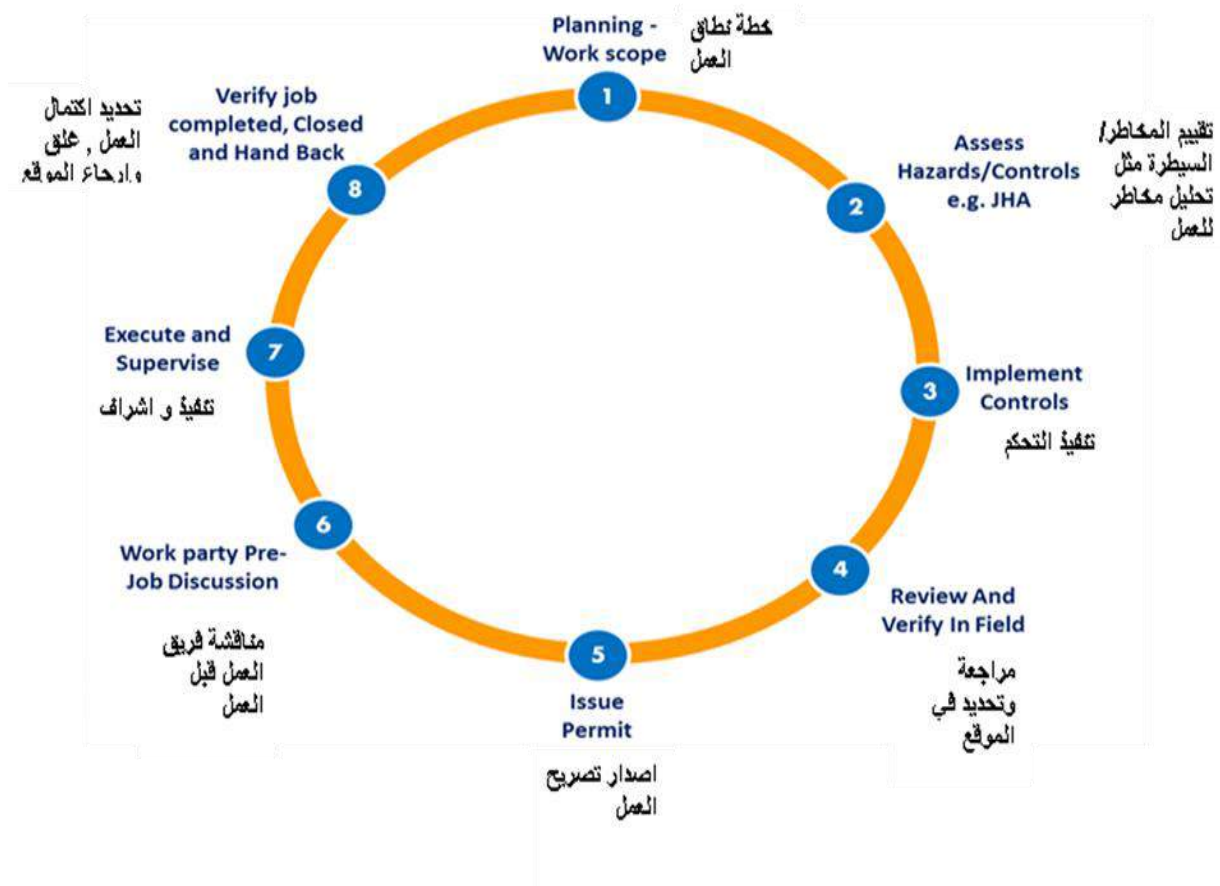 Planning -
Work scope
خطة نطاق
العمل
1
Assess
Hazards/Controls
e.g. JHA
2
تقييم المخاطر/
السيطرة مثل
تحليل مخاطر
للعمل
3
Implement
Controls
تنفيذ التحكم
4
Review And
Verify In Field
مراجعة
وتحديد في
الموقع
5
Issue
Permit
اصدار تصريح
العمل
6
Work party Pre-
Job Discussion
مناقشة فريق
العمل قبل
العمل
7
Execute and
Supervise
تنفيذ و اشراف
8
Verify job
completed, Closed
and Hand Back
تحديد اكتمال
العمل , غلق
وارجاع الموقع